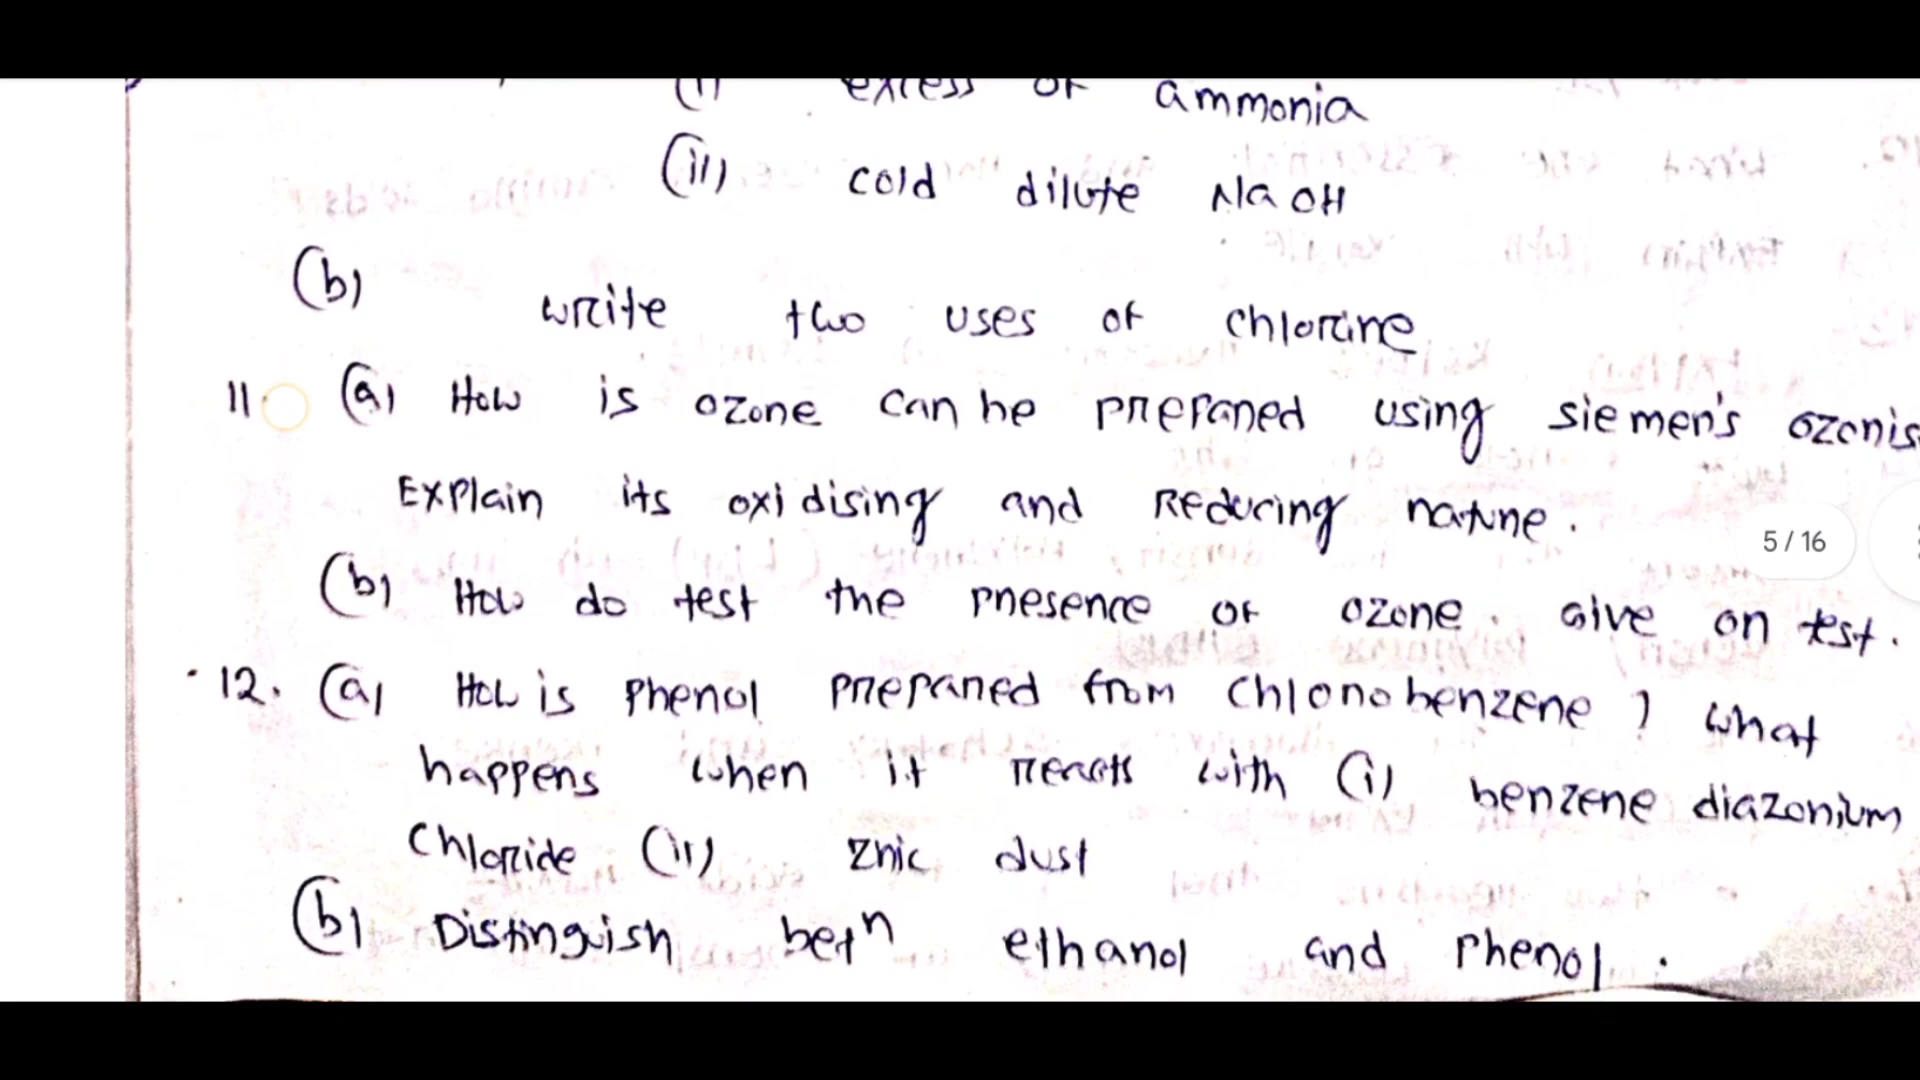 (i) excess of ammonia
(ii) cold dilute NaOH
(b) write two uses of chlorine
11. (a) How is ozone can be prepared using siemen's ozonis
Explain its oxidising and Reducing nature.
(b) How do test the presence of ozone. Give on test.
12. (a) How is phenol prepared from chlorobenzene ? what
happens when it reacts with (i) benzene diazonium
Chloride (ii) znic dust
(b) Distinguish betn ethanol and phenol.
5 / 16